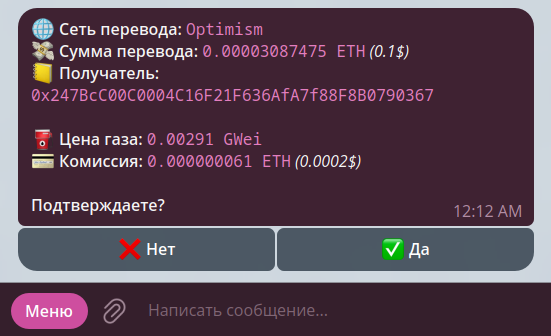 Сеть перевода: Optimism
Сумма перевода: 0.00003087475 ETH (0.1$)
Получатель:
0x247BcC00C0004C16F21F636AfA7f88F8B0790367
Цена газа: 0.00291 GWei
Комиссия: 0.000000061 ETH (0.0002$)
Подтверждаете?
12:12 AM
Нет
Да
Меню
Написать сообщение...